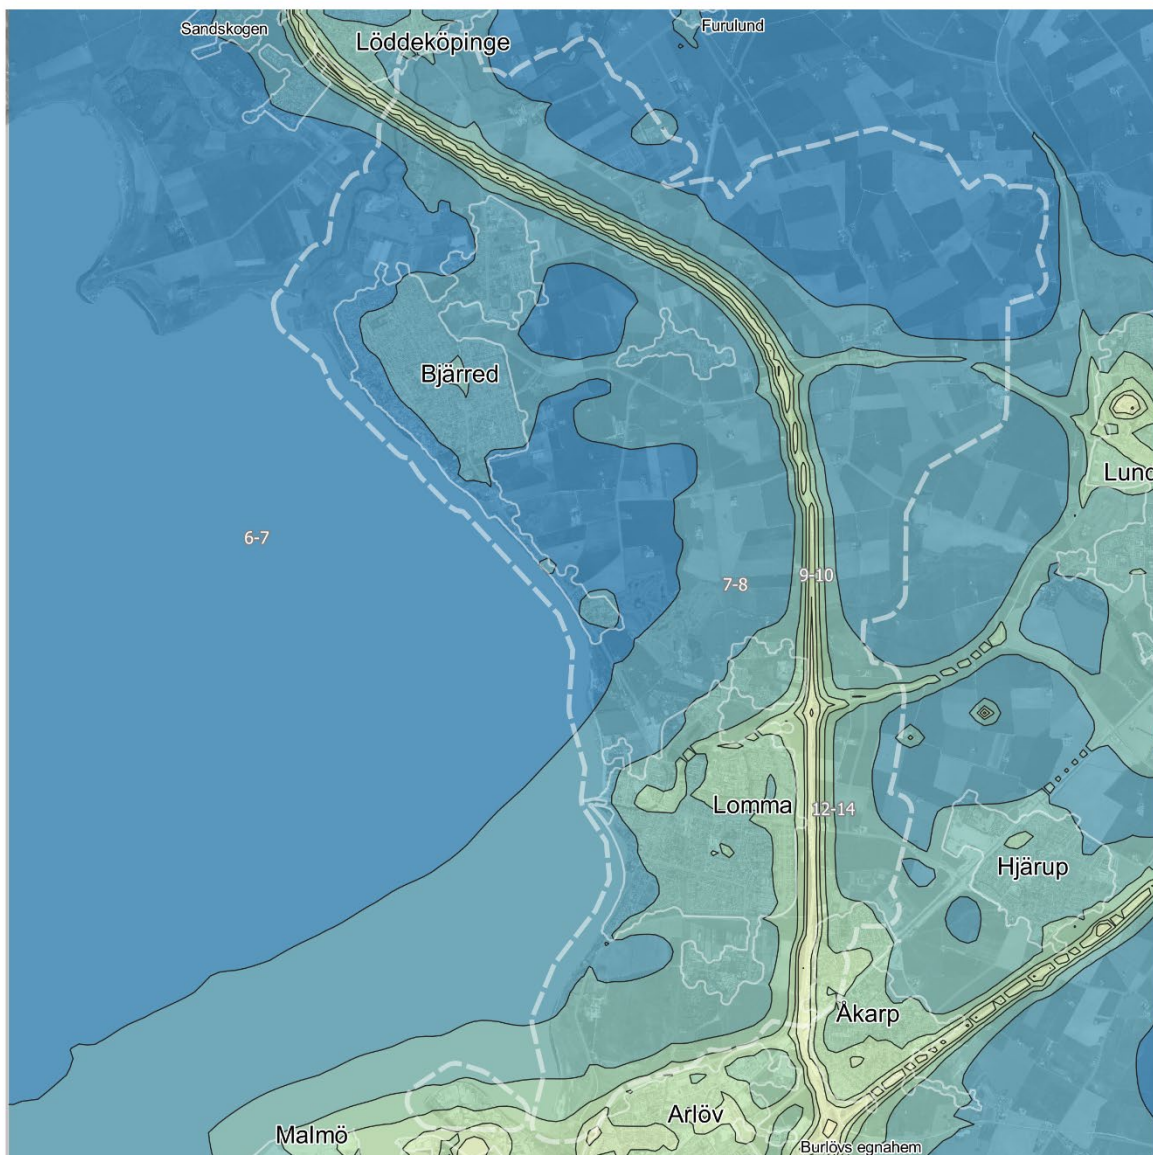 Sandskogen
Furulund
Löddeköpinge
Bjärred
Lund
6-7
7-8
9-10
Lomma
12-14
Hjärup
Åkarp
Arlöv
Malmö
Burlövs egnahem